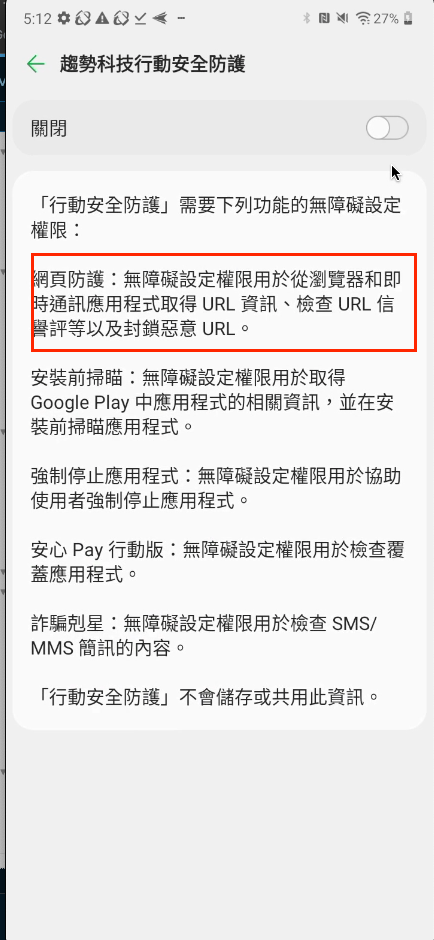 5:12
27%
趨勢科技行動安全防護
關閉
「行動安全防護」需要下列功能的無障礙設定
權限：
網頁防護：無障礙設定權限用於從瀏覽器和即
時通訊應用程式取得 URL 資訊、檢查 URL 信
譽評等以及封鎖惡意 URL。
安裝前掃瞄：無障礙設定權限用於取得
Google Play 中應用程式的相關資訊，並在安
裝前掃瞄應用程式。
強制停止應用程式：無障礙設定權限用於協助
使用者強制停止應用程式。
安心 Pay 行動版：無障礙設定權限用於檢查覆
蓋應用程式。
詐騙剋星：無障礙設定權限用於檢查 SMS/
MMS 簡訊的內容。
「行動安全防護」不會儲存或共用此資訊。